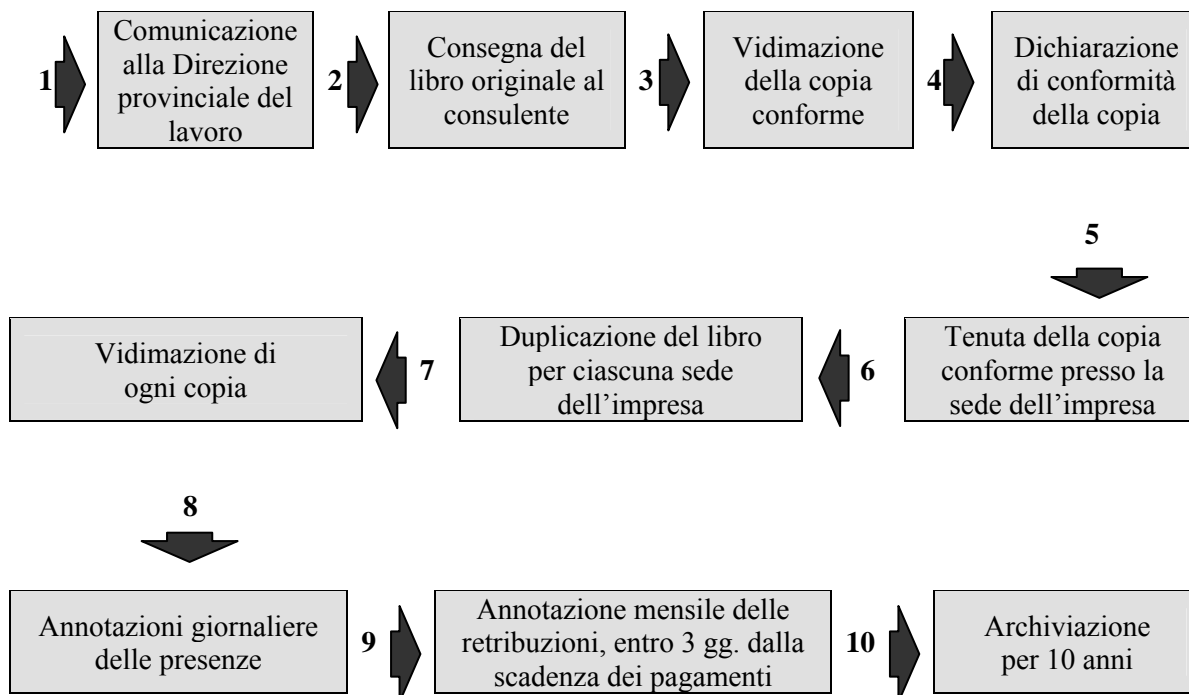 1
Comunicazione
alla Direzione
provinciale del
lavoro
2
Consegna del
libro originale al
consulente
3
Vidimazione
della copia
conforme
4
Dichiarazione
di conformità
della copia
5
Tenuta della copia
conforme presso la
sede dell’impresa
6
Duplicazione del libro
per ciascuna sede
dell’impresa
7
Vidimazione di
ogni copia
8
Annotazioni giornaliere
delle presenze
9
Annotazione mensile delle
retribuzioni, entro 3 gg. dalla
scadenza dei pagamenti
10
Archiviazione
per 10 anni